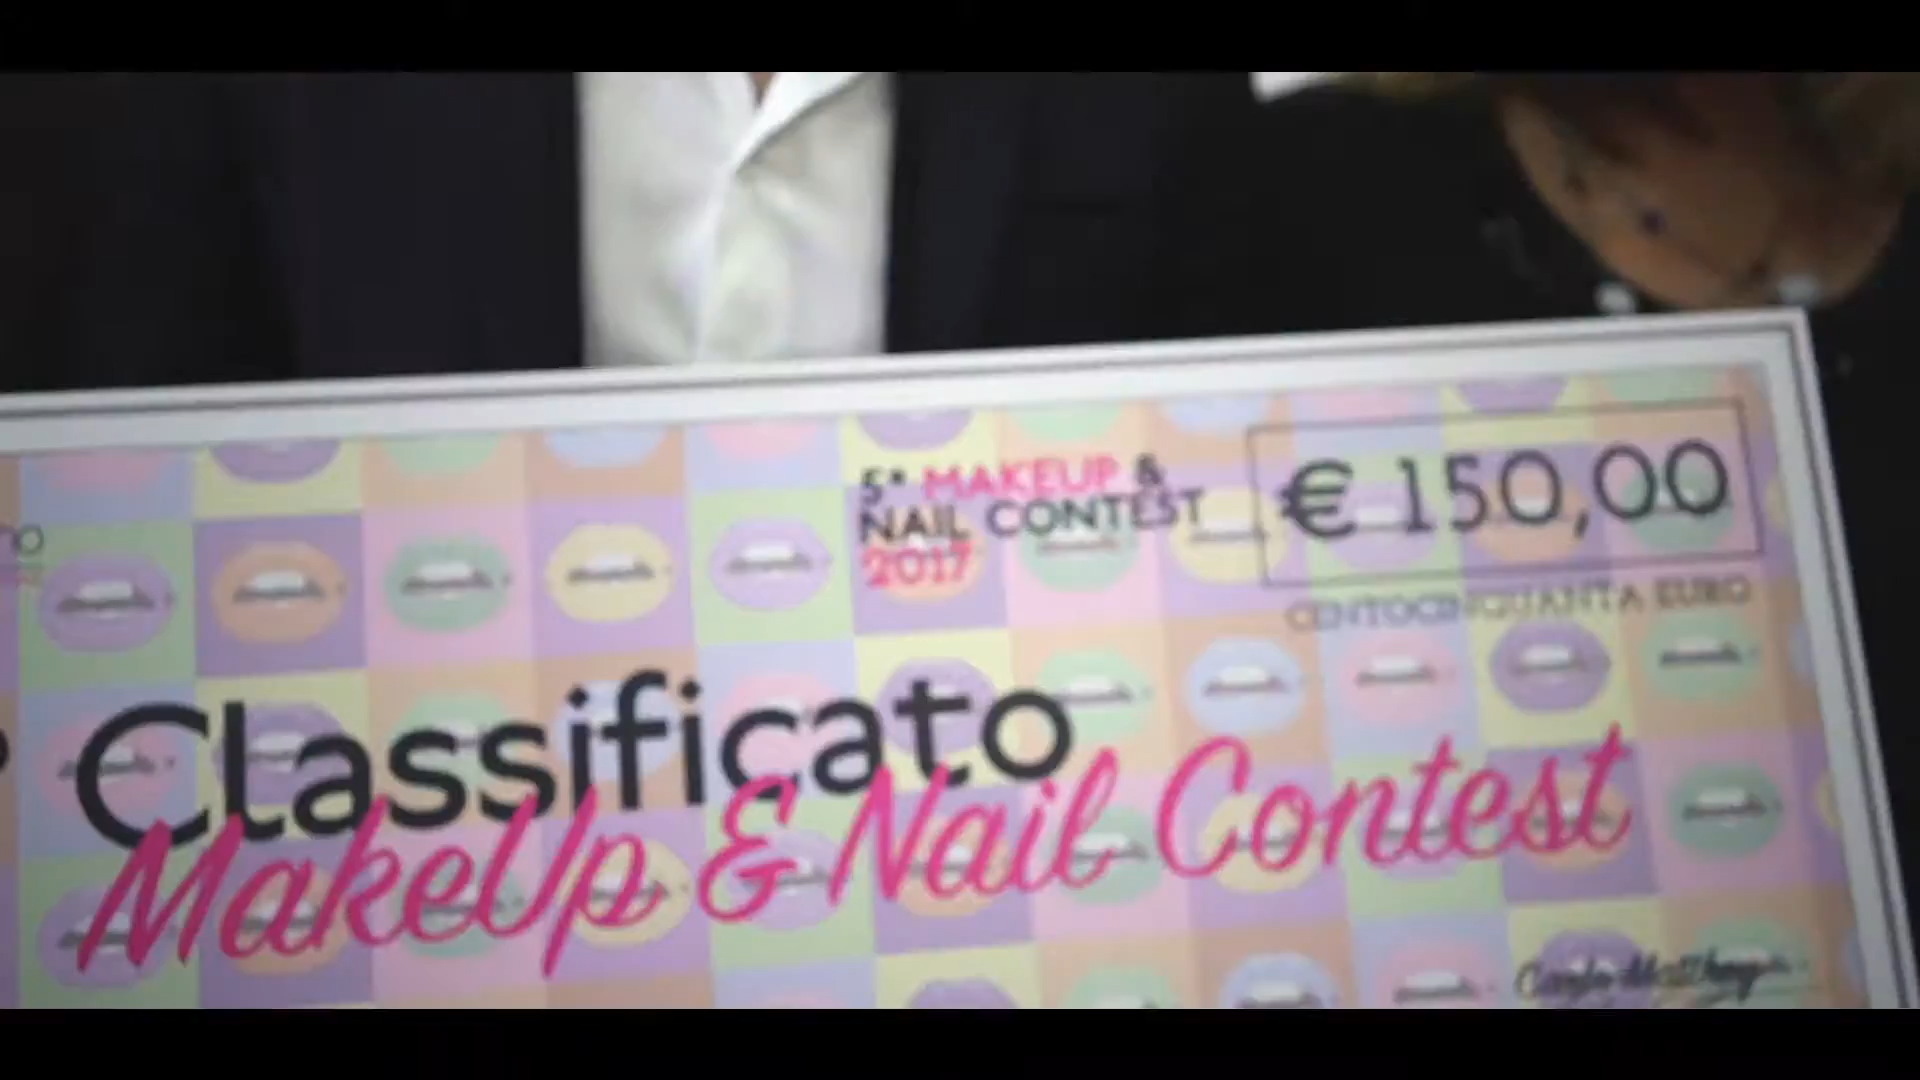 5° MAKEUP &
NAIL CONTEST
2017
€ 150,00
CENTOCINQUANTA EURO
Classificato
MakeUp & Nail Contest